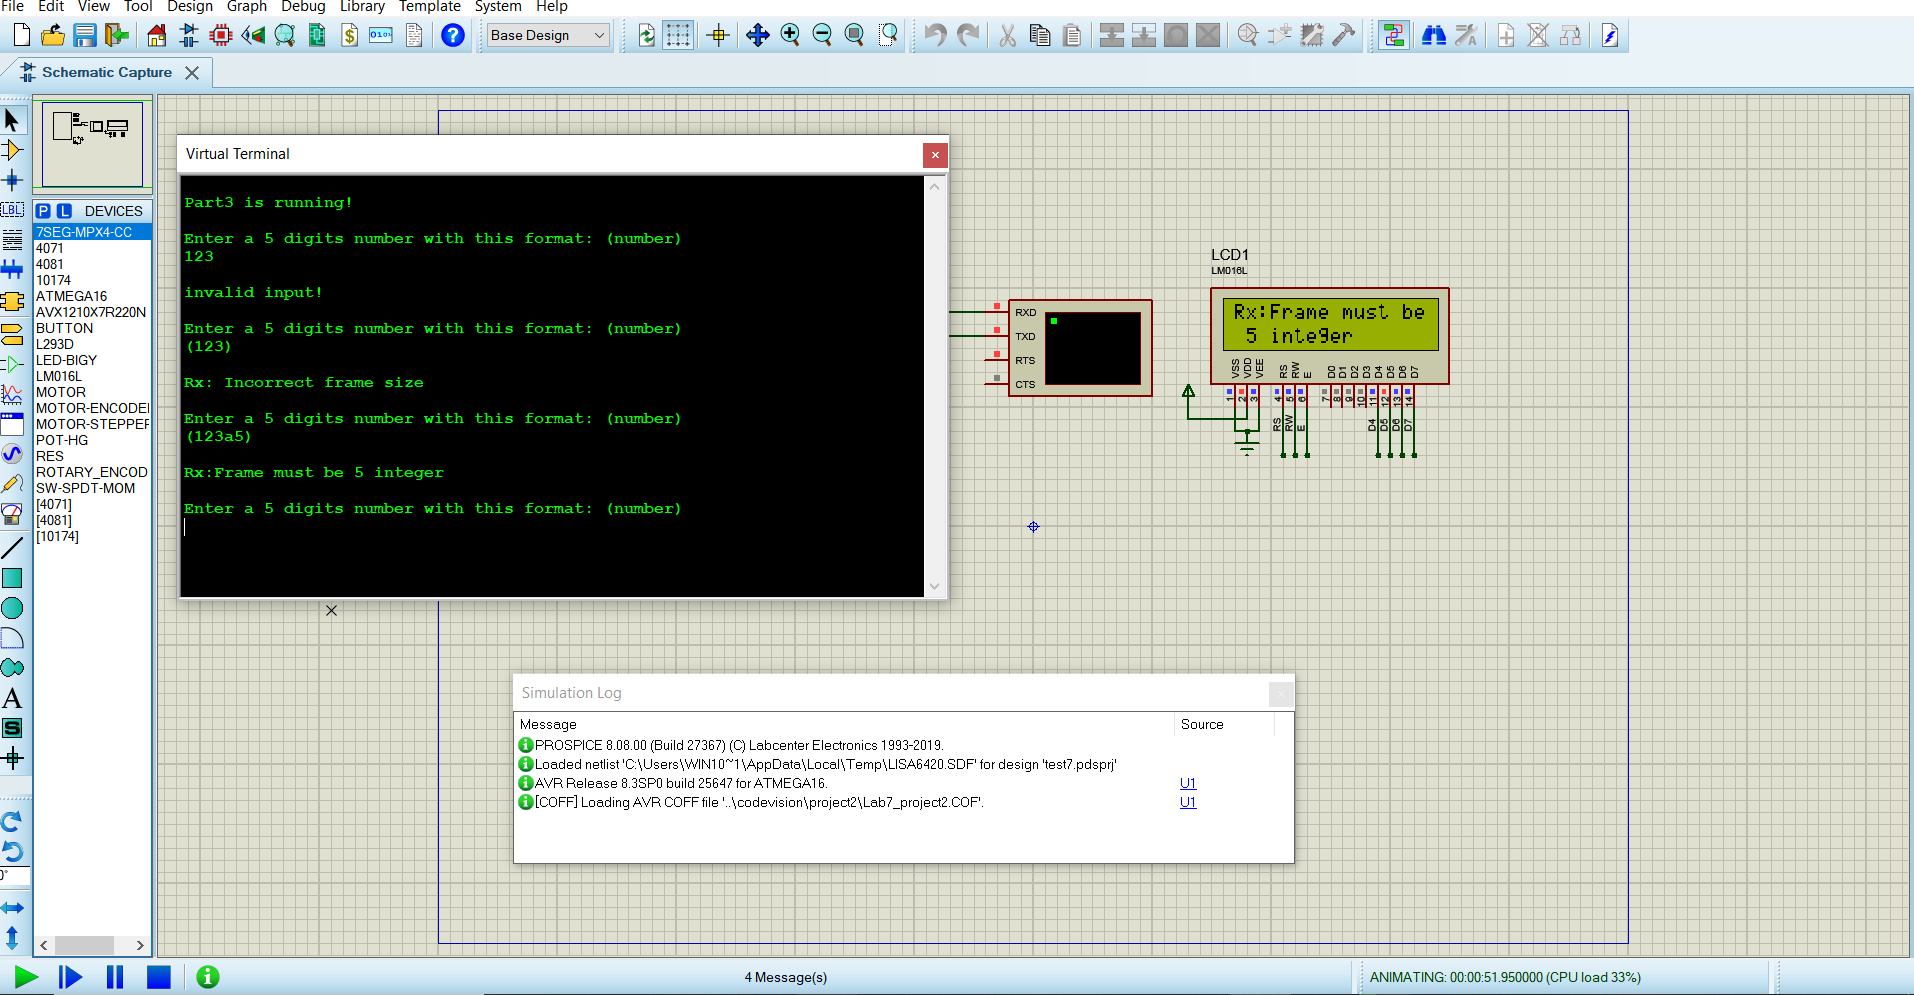 File Edit View Tool Design Graph Debug Library Template System Help
Base Design
Schematic Capture
Virtual Terminal
Part3 is running!
Enter a 5 digits number with this format: (number)
123
invalid input!
Enter a 5 digits number with this format: (number)
(123)
Rx: Incorrect frame size
Enter a 5 digits number with this format: (number)
(123a5)
Rx:Frame must be 5 integer
Enter a 5 digits number with this format: (number)
LBL
P L DEVICES
7SEG-MPX4-CC
4071
4081
10174
ATMEGA16
AVX1210X7R220N
BUTTON
L293D
LED-BIGY
LM016L
MOTOR
MOTOR-ENCODE
MOTOR-STEPPER
POT-HG
RES
ROTARY_ENCOD
SW-SPDT-MOM
[4071]
[4081]
[10174]
A
S
0°
RXD
TXD
RTS
CTS
LCD1
LM016L
Rx:Frame must be
5 integer
VSS VDD VEE RS RW E D0 D1 D2 D3 D4 D5 D6 D7
1 2 3 4 5 6 7 8 9 10 11 12 13 14
RS RW E D4 D5 D6 D7
Simulation Log
Message Source
PROSPICE 8.08.00 (Build 27367) (C) Labcenter Electronics 1993-2019.
Loaded netlist 'C:\Users\WIN10~1\AppData\Local\Temp\LISA6420.SDF' for design 'test7.pdsprj'
AVR Release 8.3SP0 build 25647 for ATMEGA16. U1
[COFF] Loading AVR COFF file '..\codevision\project2\Lab7_project2.COF'. U1
4 Message(s)
ANIMATING: 00:00:51.950000 (CPU load 33%)